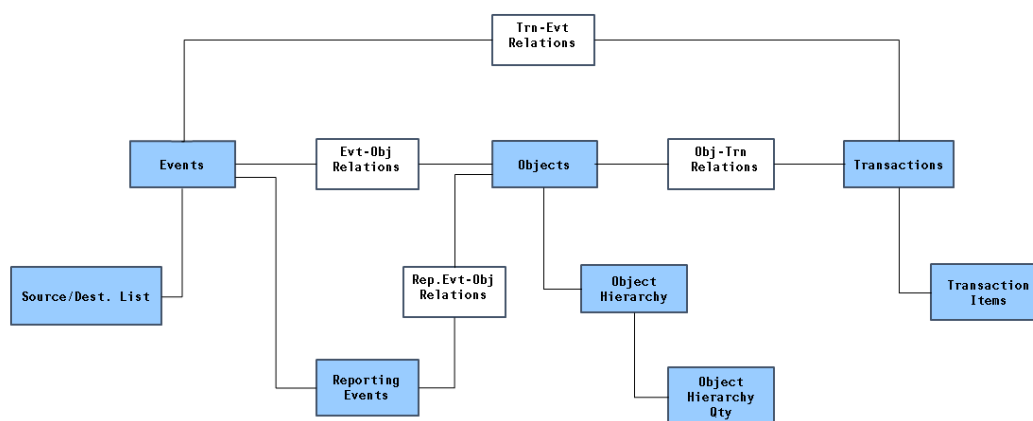 Trn-Evt
Relations
Events
Evt-Obj
Relations
Objects
Obj-Trn
Relations
Transactions
Source/Dest. List
Rep.Evt-Obj
Relations
Object
Hierarchy
Transaction
Items
Reporting
Events
Object
Hierarchy
Qty